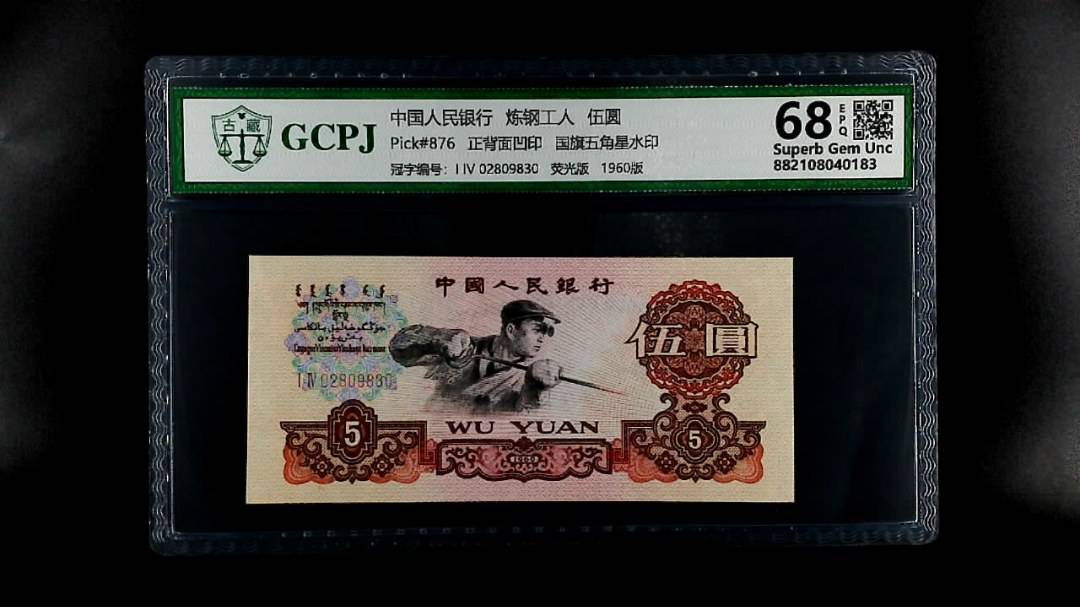 古藏
GCPJ
中国人民银行 炼钢工人 伍圆
Pick#876 正背面凹印 国旗五角星水印
冠字编号: I IV 02809830 荧光版 1960版
68 EPQ
Superb Gem Unc
882108040183
中國人民銀行
伍圓
I IV 02809830
WU YUAN
5
1960
5